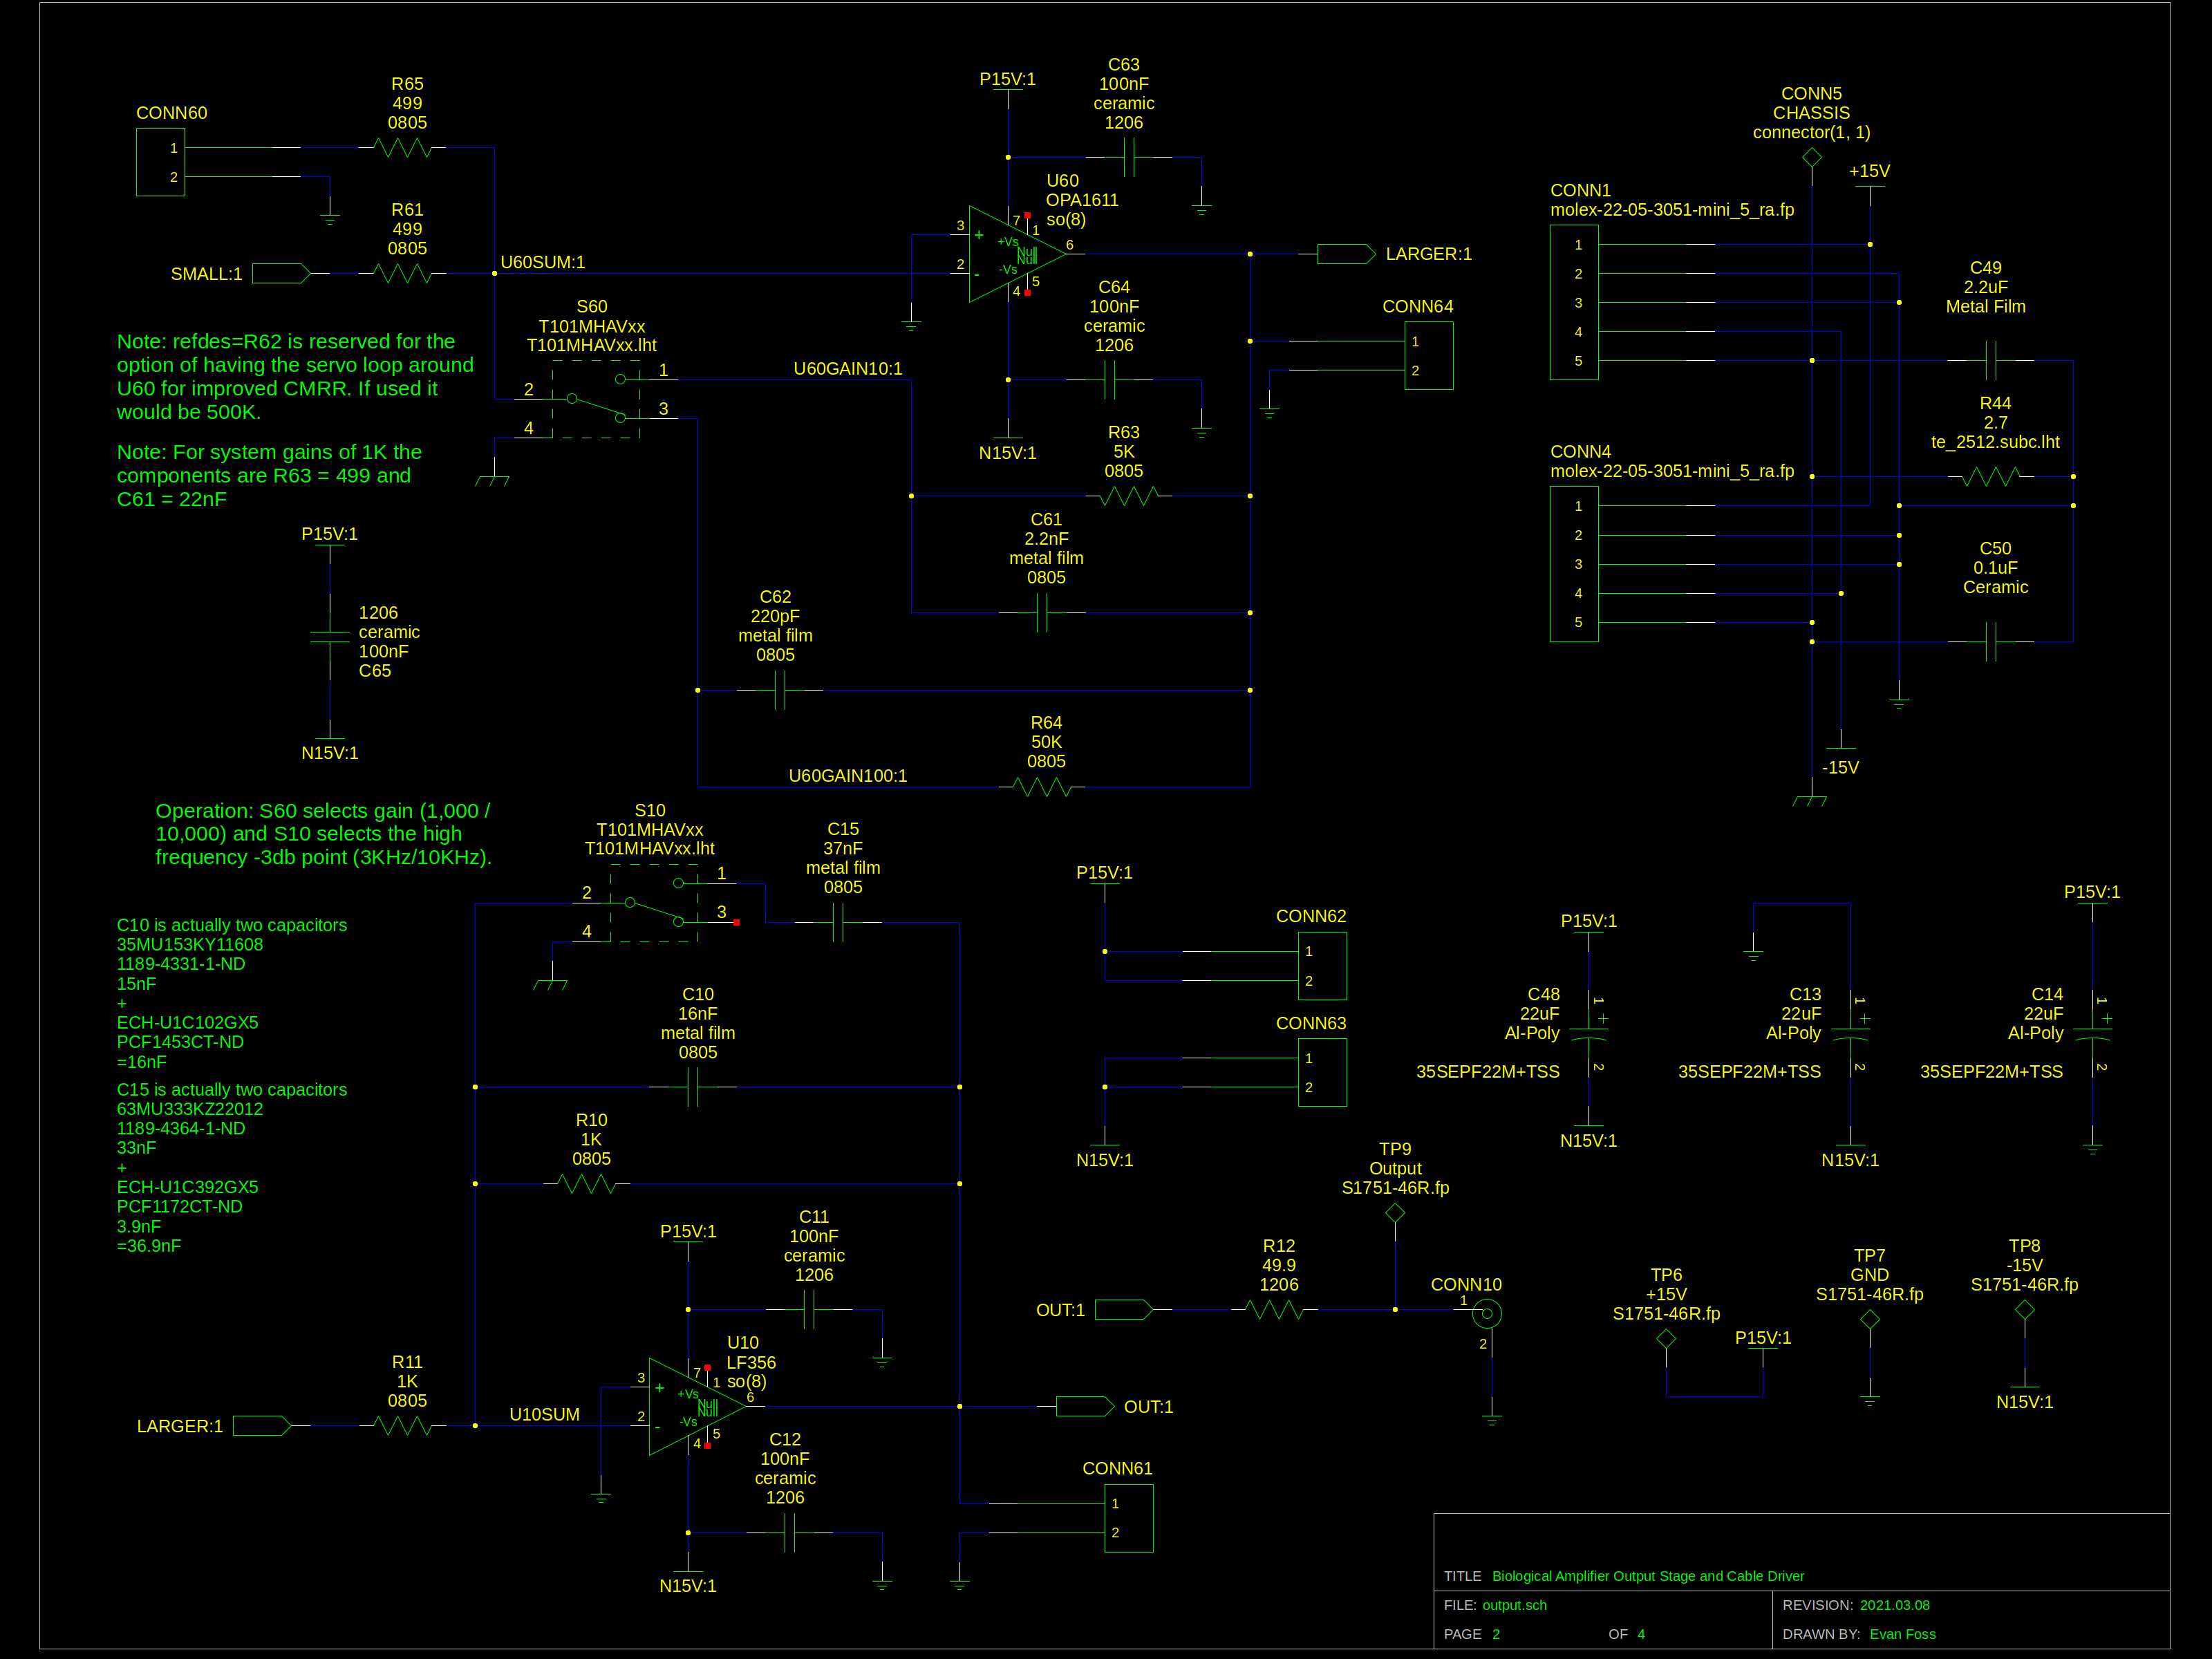 CONN60
1
2
R65
499
0805
R61
499
0805
SMALL:1
U60SUM:1
S60
T101MHAVxx
T101MHAVxx.lht
2
4
1
3
U60GAIN10:1
P15V:1
C63
100nF
ceramic
1206
U60
OPA1611
so(8)
3
2
+
-
7
1
+Vs
Null
Null
-Vs
4
5
6
LARGER:1
C64
100nF
ceramic
1206
N15V:1
CONN64
1
2
R63
5K
0805
C61
2.2nF
metal film
0805
C62
220pF
metal film
0805
R64
50K
0805
U60GAIN100:1
Note: refdes=R62 is reserved for the
option of having the servo loop around
U60 for improved CMRR. If used it
would be 500K.
Note: For system gains of 1K the
components are R63 = 499 and
C61 = 22nF
P15V:1
1206
ceramic
100nF
C65
N15V:1
CONN5
CHASSIS
connector(1, 1)
+15V
CONN1
molex-22-05-3051-mini_5_ra.fp
1
2
3
4
5
C49
2.2uF
Metal Film
R44
2.7
te_2512.subc.lht
CONN4
molex-22-05-3051-mini_5_ra.fp
1
2
3
4
5
C50
0.1uF
Ceramic
-15V
Operation: S60 selects gain (1,000 /
10,000) and S10 selects the high
frequency -3db point (3KHz/10KHz).
S10
T101MHAVxx
T101MHAVxx.lht
2
4
1
3
C15
37nF
metal film
0805
C10 is actually two capacitors
35MU153KY11608
1189-4331-1-ND
15nF
+
ECH-U1C102GX5
PCF1453CT-ND
=16nF
C15 is actually two capacitors
63MU333KZ22012
1189-4364-1-ND
33nF
+
ECH-U1C392GX5
PCF1172CT-ND
3.9nF
=36.9nF
C10
16nF
metal film
0805
R10
1K
0805
P15V:1
C11
100nF
ceramic
1206
U10
LF356
so(8)
3
2
+
-
7
1
+Vs
Null
Null
-Vs
4
5
6
R11
1K
0805
LARGER:1
U10SUM
OUT:1
C12
100nF
ceramic
1206
N15V:1
CONN61
1
2
P15V:1
CONN62
1
2
CONN63
1
2
N15V:1
P15V:1
C48
22uF
Al-Poly
35SEPF22M+TSS
1
+
2
N15V:1
C13
22uF
Al-Poly
35SEPF22M+TSS
1
+
2
N15V:1
P15V:1
C14
22uF
Al-Poly
35SEPF22M+TSS
1
+
2
TP9
Output
S1751-46R.fp
OUT:1
R12
49.9
1206
CONN10
1
2
TP6
+15V
S1751-46R.fp
P15V:1
TP7
GND
S1751-46R.fp
TP8
-15V
S1751-46R.fp
N15V:1
TITLE Biological Amplifier Output Stage and Cable Driver
FILE: output.sch
REVISION: 2021.03.08
PAGE 2 OF 4
DRAWN BY: Evan Foss